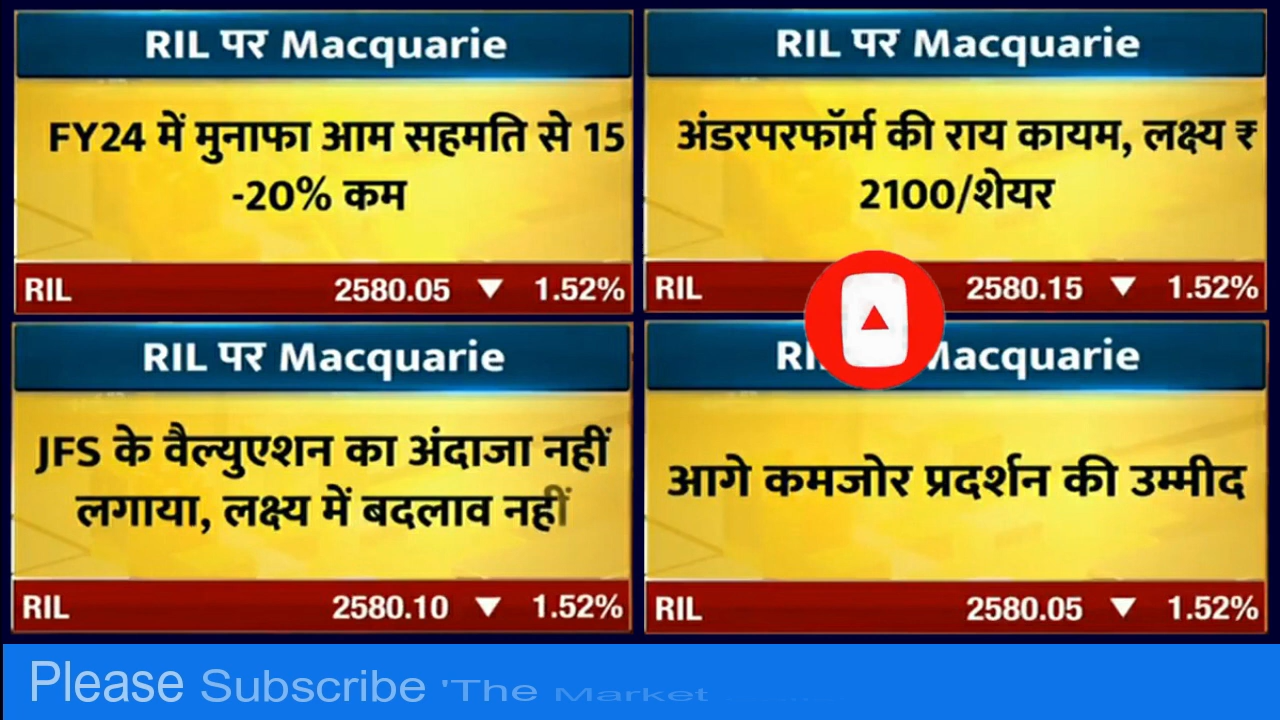 RIL पर Macquarie
FY24 में मुनाफा आम सहमति से 15
-20% कम
RIL 2580.05 ▼ 1.52%
RIL पर Macquarie
अंडरपरफॉर्म की राय कायम, लक्ष्य ₹
2100/शेयर
RIL 2580.15 ▼ 1.52%
RIL पर Macquarie
JFS के वैल्युएशन का अंदाजा नहीं
लगाया, लक्ष्य में बदलाव नहीं
RIL 2580.10 ▼ 1.52%
Macquarie
आगे कमजोर प्रदर्शन की उम्मीद
RIL 2580.05 ▼ 1.52%
Please Subscribe 'The Market